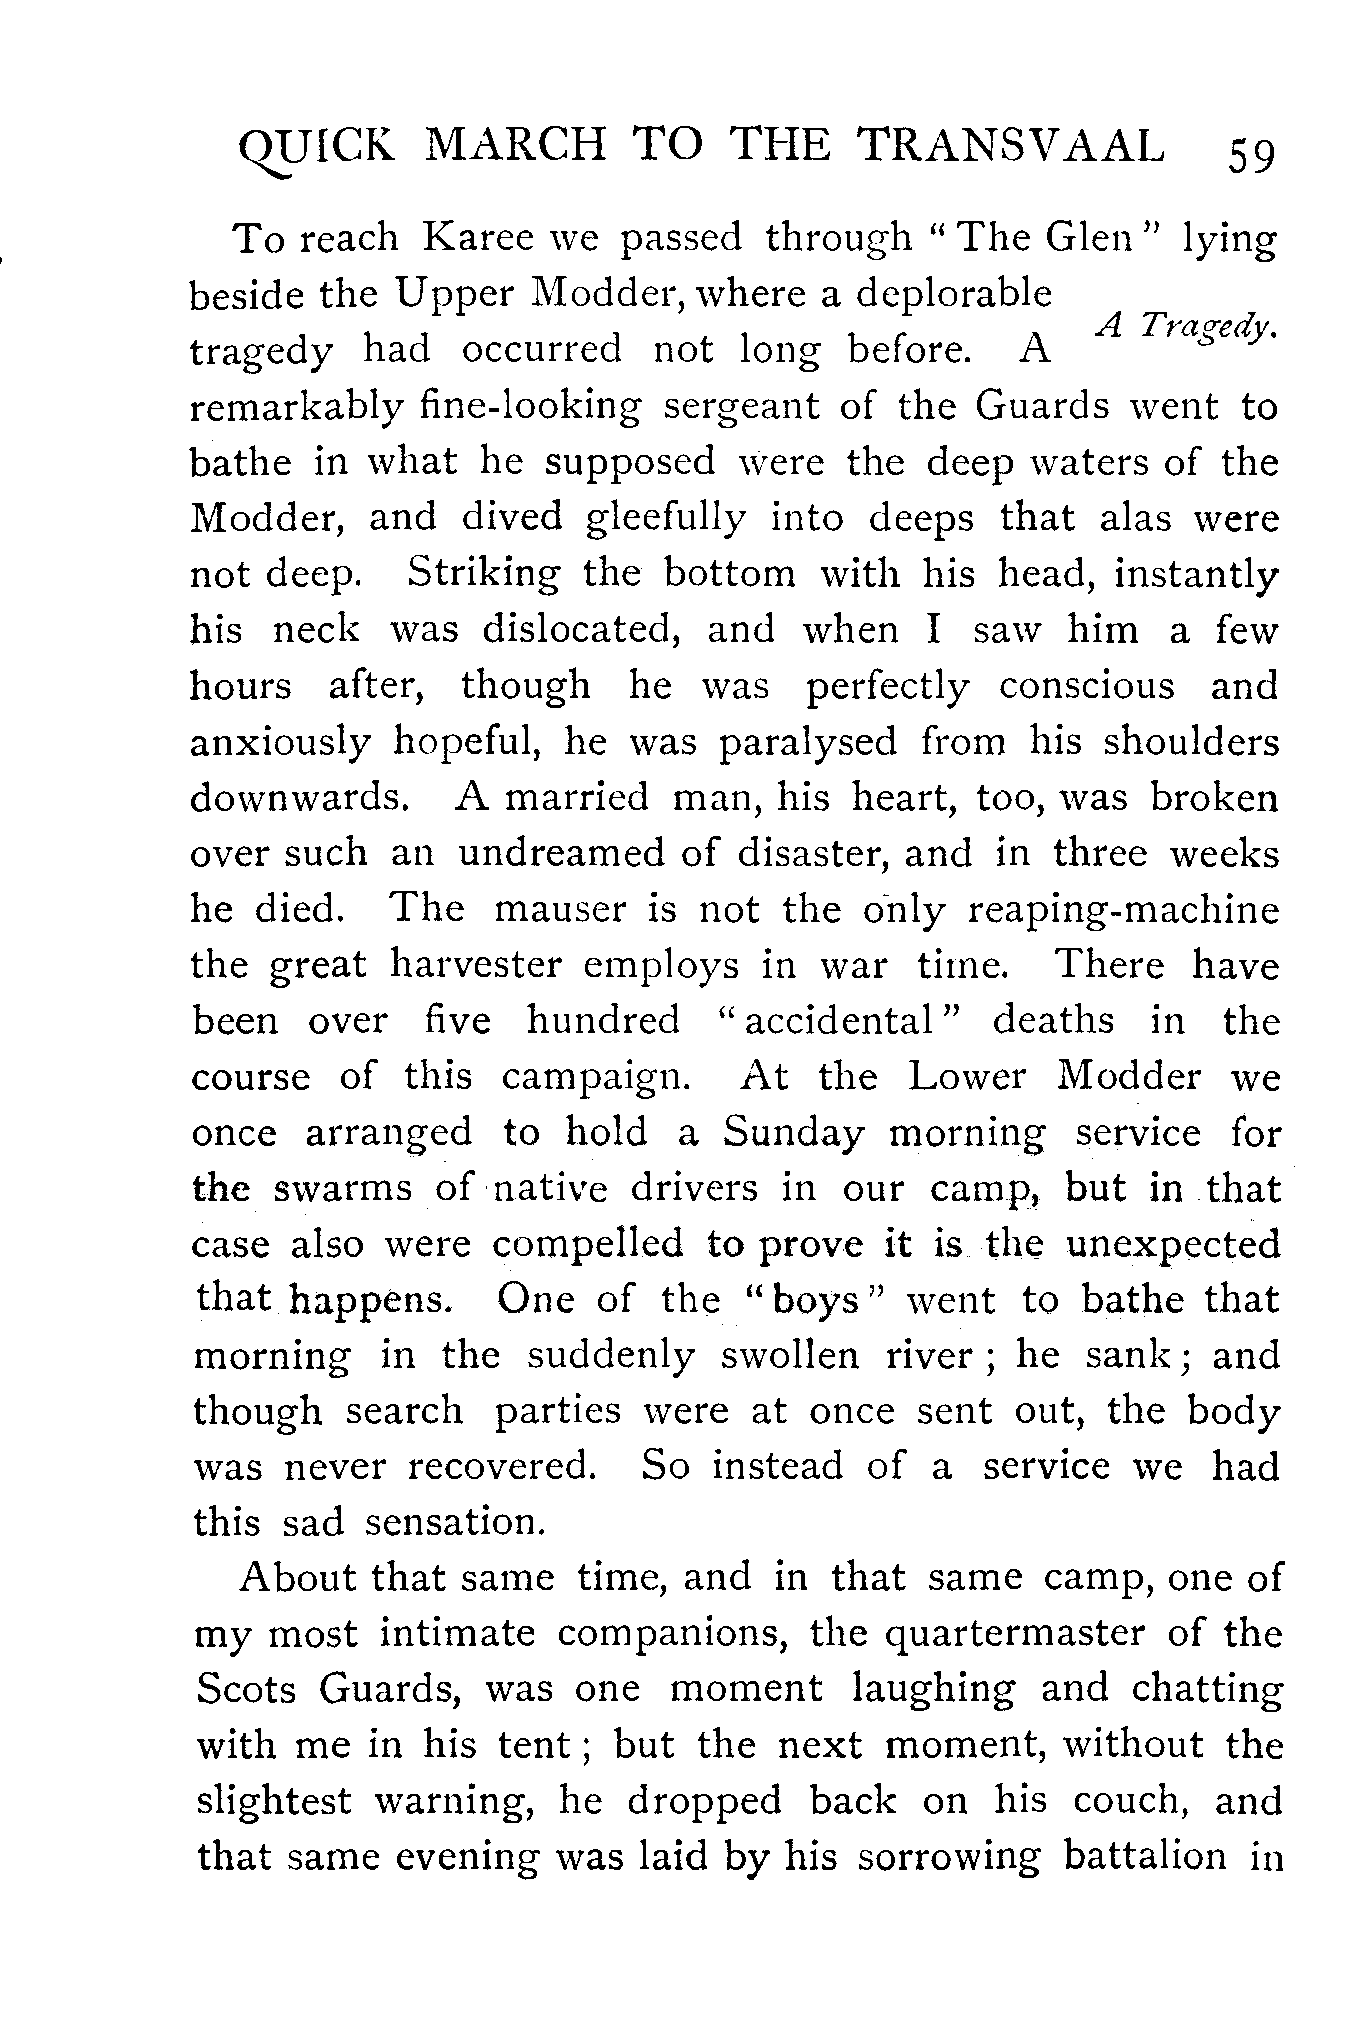 QUICK MARCH TO THE TRANSVAAL 59
To reach Karee we passed through " The Glen " lying
beside the Upper Modder, where a deplorable
A Tragedy.
tragedy had occurred not long before. A
remarkably fine-looking sergeant of the Guards went to
bathe in what he supposed were the deep waters of the
Modder, and dived gleefully into deeps that alas were
not deep. Striking the bottom with his head, instantly
his neck was dislocated, and when I saw him a few
hours after, though he was perfectly conscious and
anxiously hopeful, he was paralysed from his shoulders
downwards. A married man, his heart, too, was broken
over such an undreamed of disaster, and in three weeks
he died. The mauser is not the only reaping-machine
the great harvester employs in war time. There have
been over five hundred " accidental " deaths in the
course of this campaign. At the Lower Modder we
once arranged to hold a Sunday morning service for
the swarms of native drivers in our camp, but in that
case also were compelled to prove it is the unexpected
that happens. One of the " boys " went to bathe that
morning in the suddenly swollen river ; he sank ; and
though search parties were at once sent out, the body
was never recovered. So instead of a service we had
this sad sensation.
About that same time, and in that same camp, one of
my most intimate companions, the quartermaster of the
Scots Guards, was one moment laughing and chatting
with me in his tent ; but the next moment, without the
slightest warning, he dropped back on his couch, and
that same evening was laid by his sorrowing battalion in